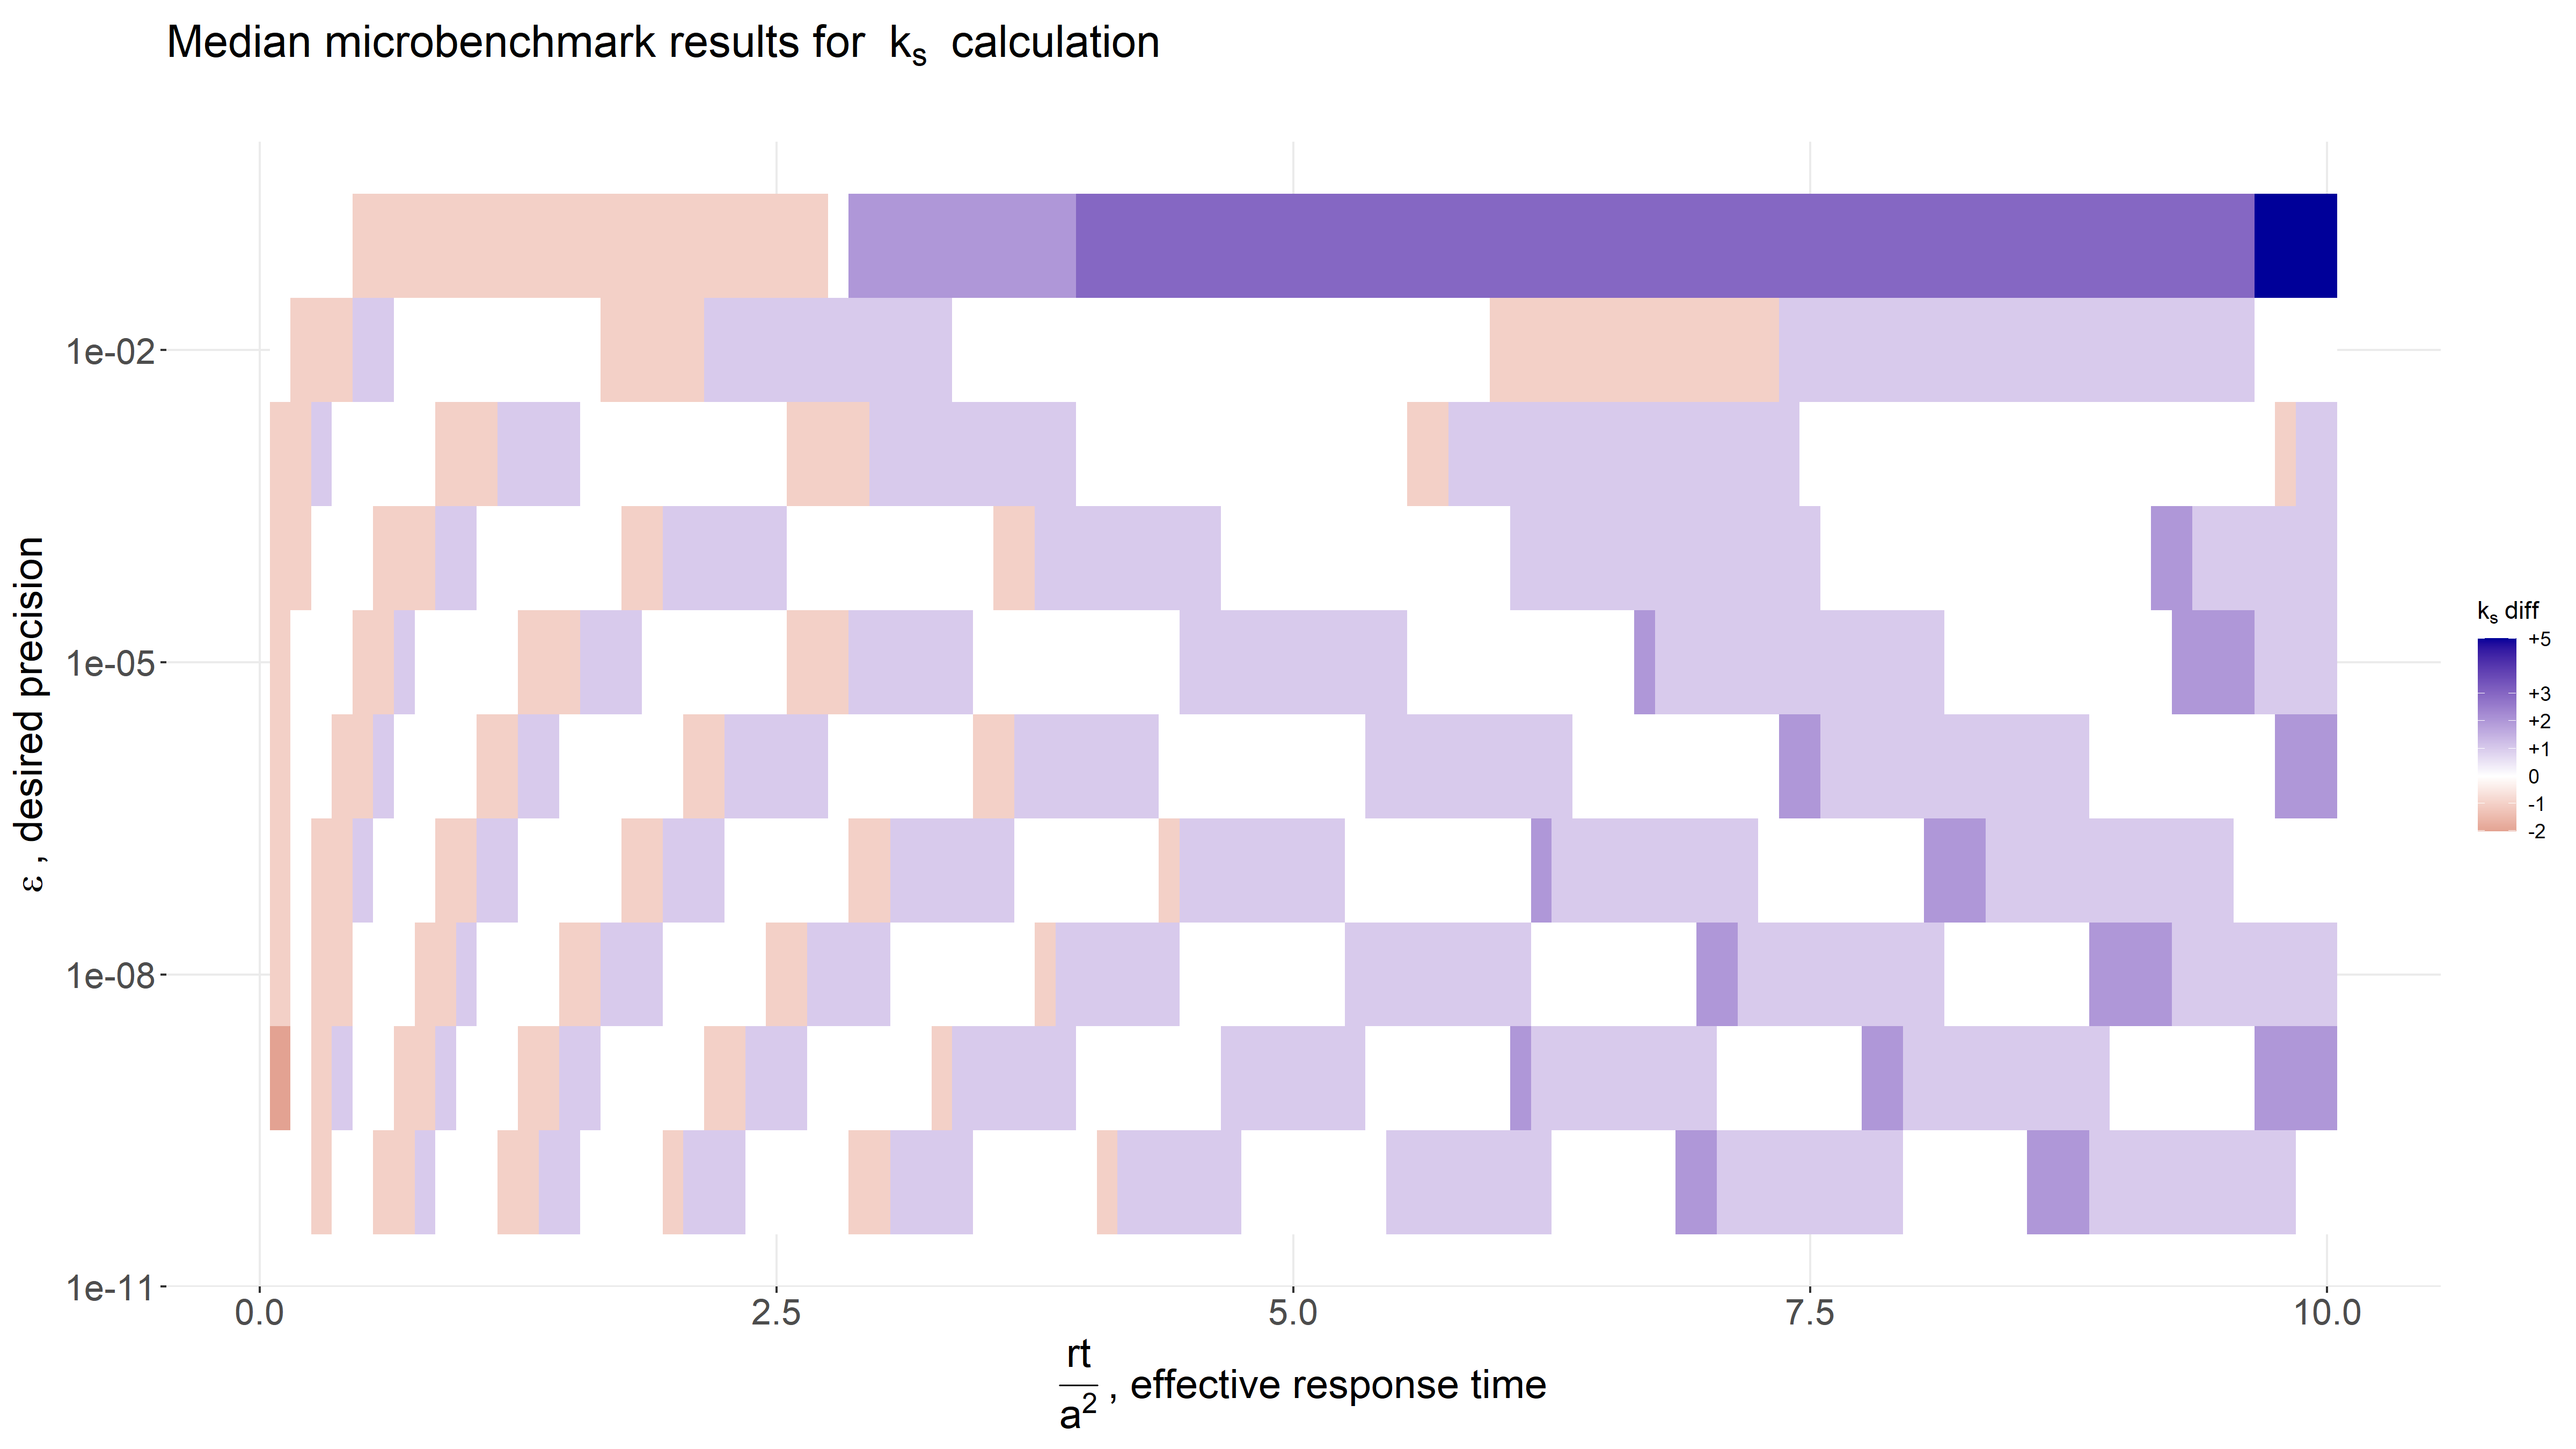 Median microbenchmark results for k_s calculation
ε , desired precision
1e-02
1e-05
1e-08
1e-11
0.0 2.5 5.0 7.5 10.0
rt
a², effective response time
k_s diff
+5
+3
+2
+1
0
-1
-2